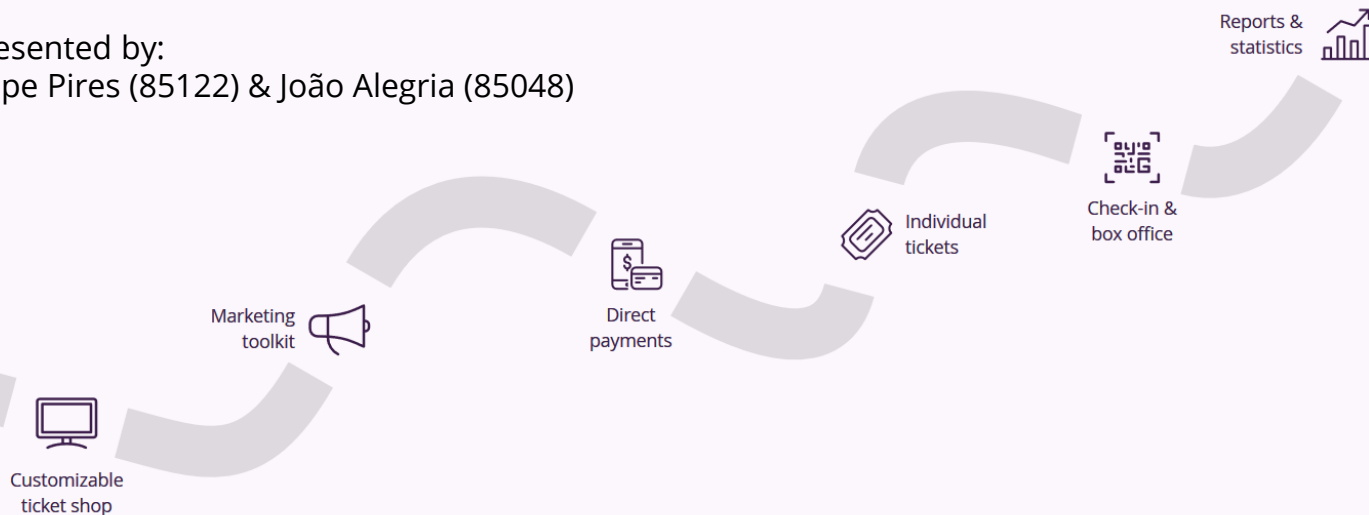 esented by:
pe Pires (85122) & João Alegria (85048)
Reports &
statistics
Individual
tickets
Check-in &
box office
Marketing
toolkit
Direct
payments
Customizable
ticket shop